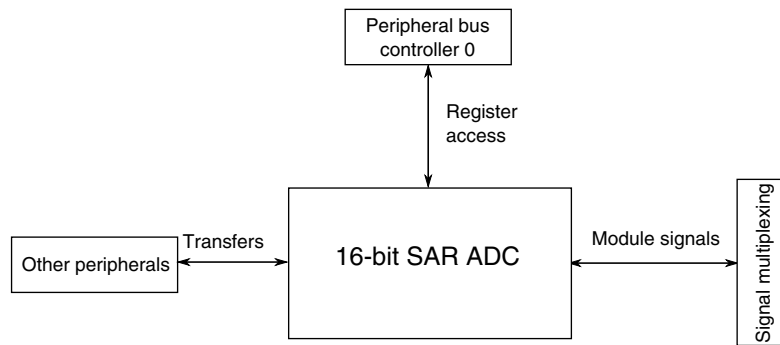 Peripheral bus
controller 0
Register
access
Transfers
Other peripherals
16-bit SAR ADC
Module signals
Signal multiplexing